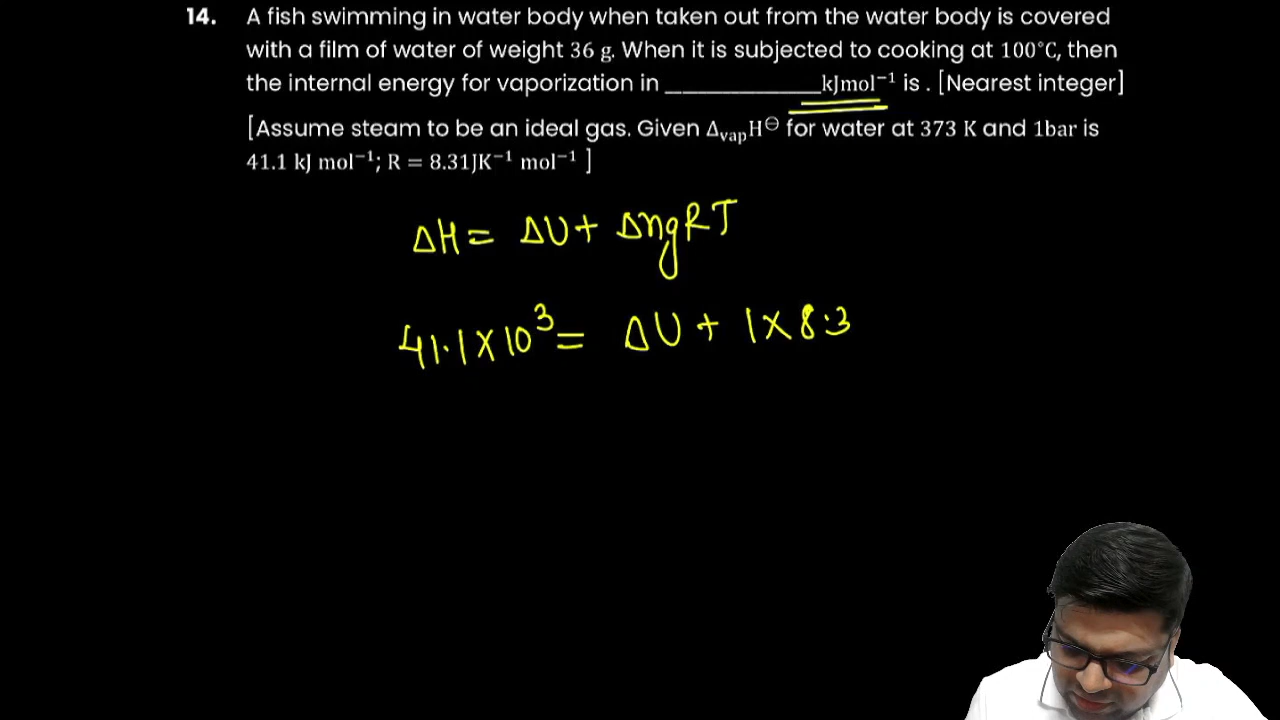 14. A fish swimming in water body when taken out from the water body is covered
with a film of water of weight 36 g. When it is subjected to cooking at 100°C, then
the internal energy for vaporization in ____________kJmol⁻¹ is . [Nearest integer]
[Assume steam to be an ideal gas. Given Δ_vapH^⊖ for water at 373 K and 1bar is
41.1 kJ mol⁻¹; R = 8.31JK⁻¹ mol⁻¹ ]
ΔH = ΔU + ΔngRT
41.1 × 10³ = ΔU + 1 × 8.3